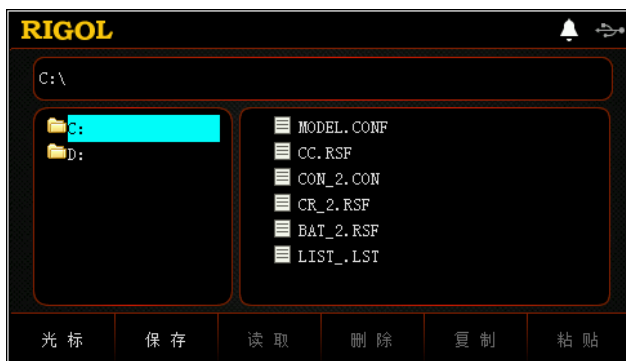 RIGOL
C:\
C:
D:
MODEL.CONF
CC.RSF
CON_2.CON
CR_2.RSF
BAT_2.RSF
LIST_.LST
光标 保存 读取 删除 复制 粘贴